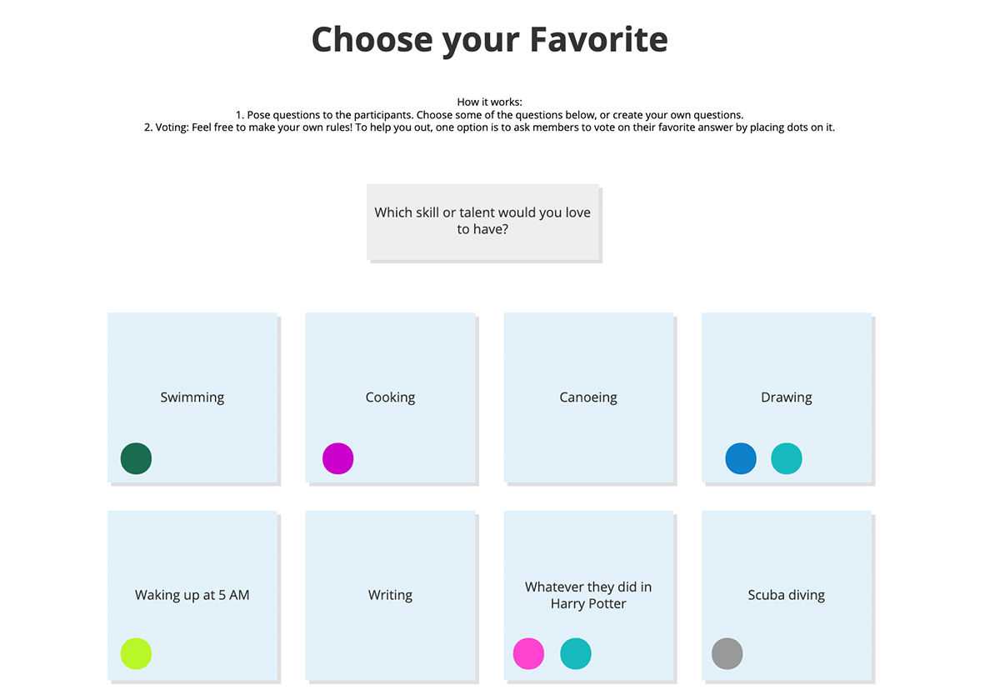 Choose your Favorite
How it works:
1. Pose questions to the participants. Choose some of the questions below, or create your own questions.
2. Voting: Feel free to make your own rules! To help you out, one option is to ask members to vote on their favorite answer by placing dots on it.
Which skill or talent would you love
to have?
Swimming
Cooking
Canoeing
Drawing
Waking up at 5 AM
Writing
Whatever they did in
Harry Potter
Scuba diving